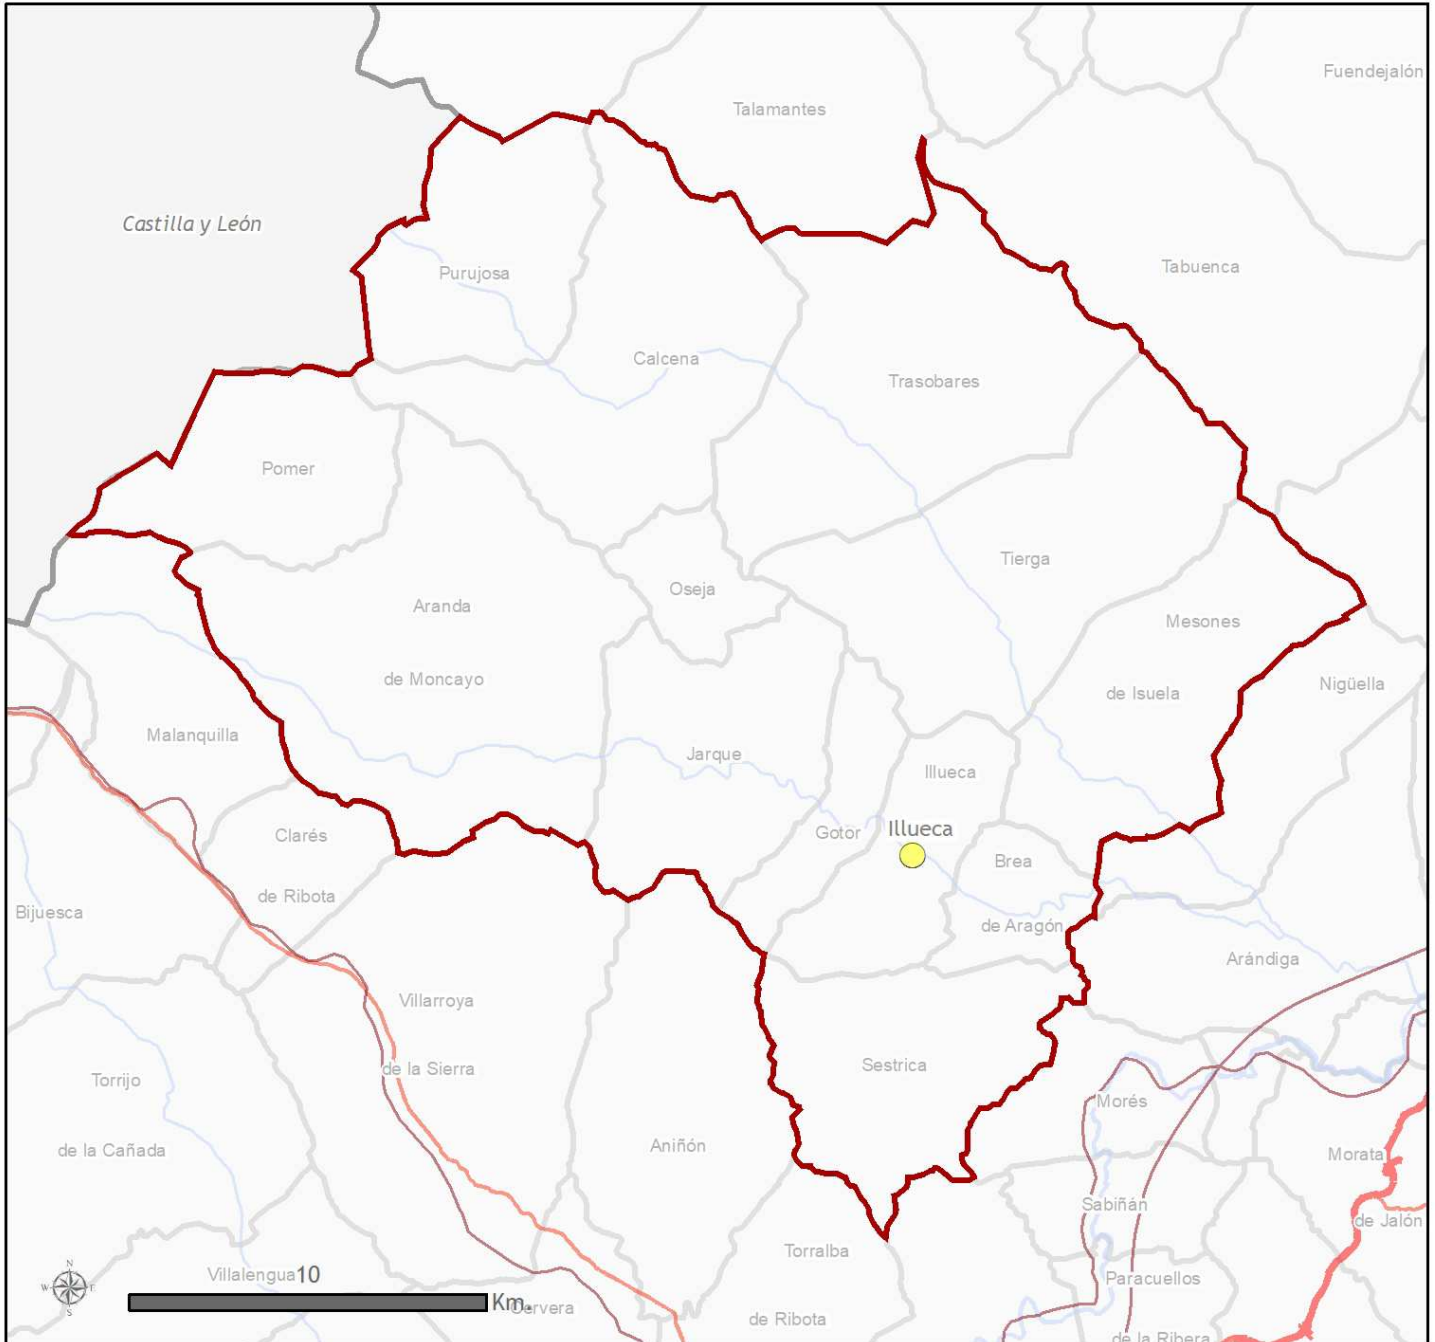 Fuendejalón
Talamantes
Castilla y León
Tabuenca
Purujosa
Calcena
Trasobares
Pomer
Tierga
Oseja
Aranda
de Moncayo
Mesones
de Isuela
Nigüella
Malanquilla
Jarque
Illueca
Gotor
Illueca
Clarés
de Ribota
Brea
de Aragón
Bijuesca
Arándiga
Villarroya
de la Sierra
Sestrica
Torrijo
de la Cañada
Morés
Aniñón
Morata
de Jalón
Sabiñán
Torralba
de Ribota
Paracuellos
de la Ribera
Villalengua
Cervera
N
W
E
S
10
Km.